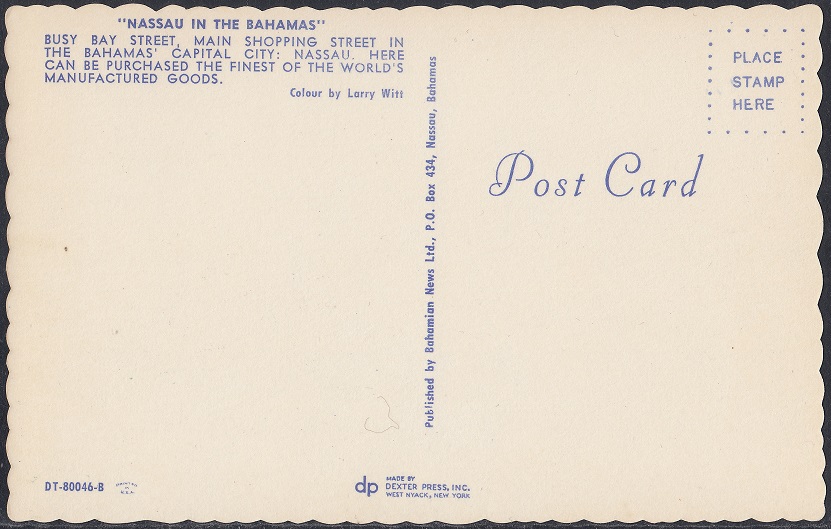 "NASSAU IN THE BAHAMAS"
BUSY BAY STREET, MAIN SHOPPING STREET IN
THE BAHAMAS' CAPITAL CITY: NASSAU. HERE
CAN BE PURCHASED THE FINEST OF THE WORLD'S
MANUFACTURED GOODS.
Colour by Larry Witt
Published by Bahamian News Ltd., P.O. Box 434, Nassau, Bahamas
PLACE
STAMP
HERE
Post Card
DT-80046-B
U.S.A.
dp
MADE BY
DEXTER PRESS, INC.
WEST NYACK, NEW YORK